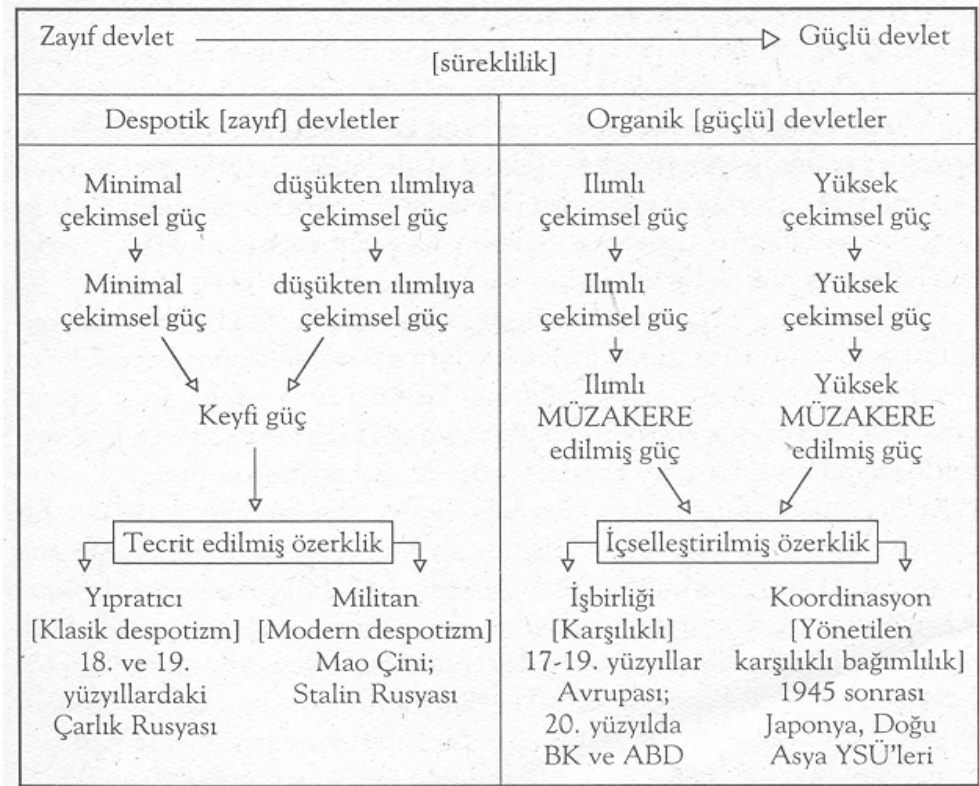 Zayıf devlet Güçlü devlet
[süreklilik]
Despotik [zayıf] devletler
Organik [güçlü] devletler
Minimal
çekimsel güç
düşükten ılımlıya
çekimsel güç
Minimal
çekimsel güç
düşükten ılımlıya
çekimsel güç
Keyfi güç
Tecrit edilmiş özerklik
Yıpratıcı
[Klasik despotizm]
18. ve 19.
yüzyıllardaki
Çarlık Rusyası
Militan
[Modern despotizm]
Mao Çini;
Stalin Rusyası
Ilımlı
çekimsel güç
Yüksek
çekimsel güç
Ilımlı
çekimsel güç
Yüksek
çekimsel güç
Ilımlı
MÜZAKERE
edilmiş güç
Yüksek
MÜZAKERE
edilmiş güç
İçselleştirilmiş özerklik
İşbirliği
[Karşılıklı]
17-19. yüzyıllar
Avrupası;
20. yüzyılda
BK ve ABD
Koordinasyon
[Yönetilen
karşılıklı bağımlılık]
1945 sonrası
Japonya, Doğu
Asya YSÜ'leri